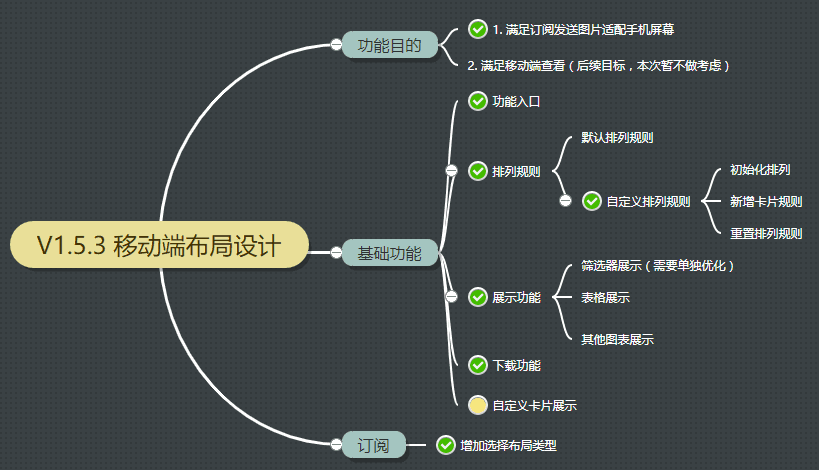 V1.5.3 移动端布局设计
功能目的
1. 满足订阅发送图片适配手机屏幕
2. 满足移动端查看（后续目标，本次暂不做考虑）
基础功能
功能入口
排列规则
默认排列规则
自定义排列规则
初始化排列
新增卡片规则
重置排列规则
展示功能
筛选器展示（需要单独优化）
表格展示
其他图表展示
下载功能
自定义卡片展示
订阅
增加选择布局类型